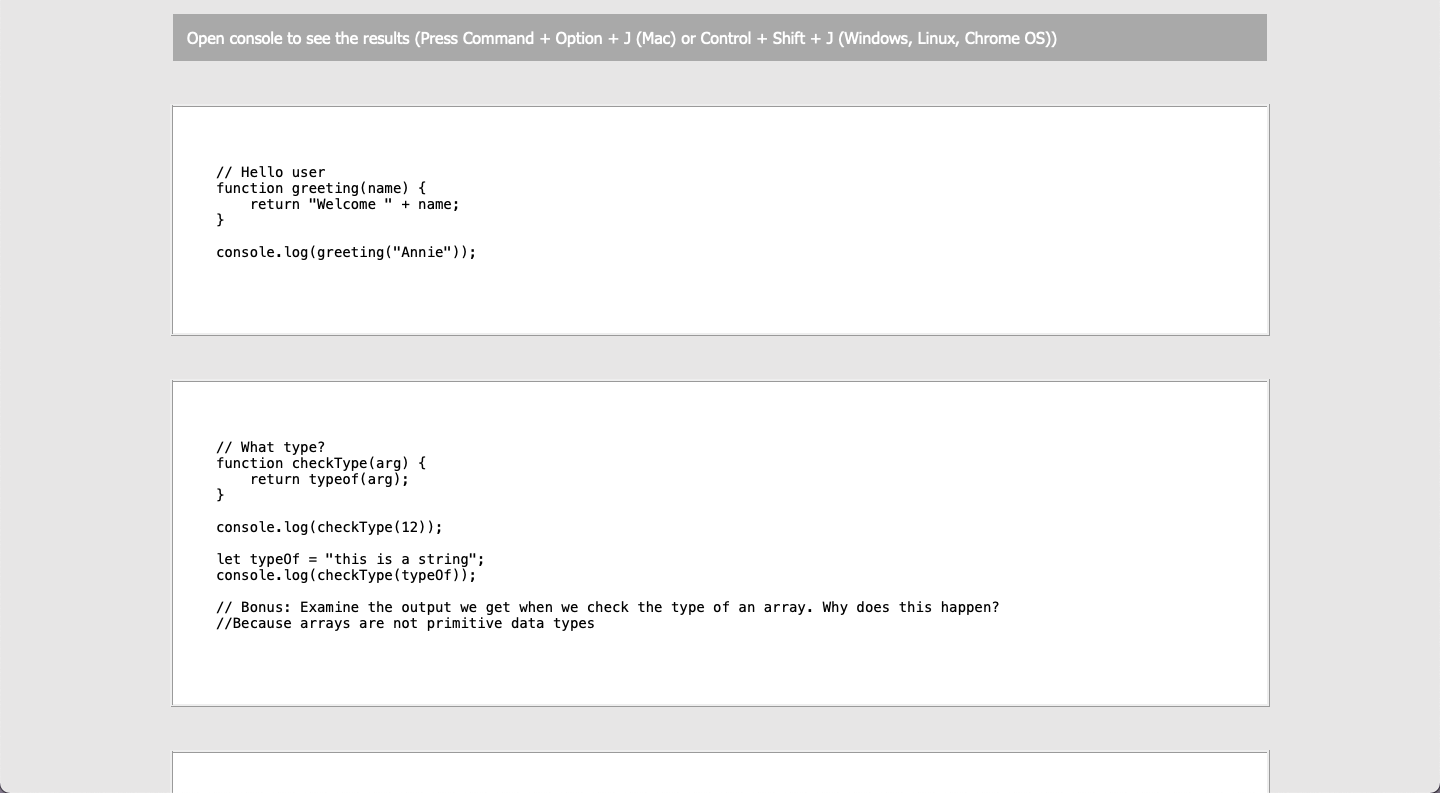 Open console to see the results (Press Command + Option + J (Mac) or Control + Shift + J (Windows, Linux, Chrome OS))
// Hello user
function greeting(name) {
    return "Welcome " + name;
}
console.log(greeting("Annie"));
// What type?
function checkType(arg) {
    return typeof(arg);
}
console.log(checkType(12));
let typeOf = "this is a string";
console.log(checkType(typeOf));
// Bonus: Examine the output we get when we check the type of an array. Why does this happen?
//Because arrays are not primitive data types